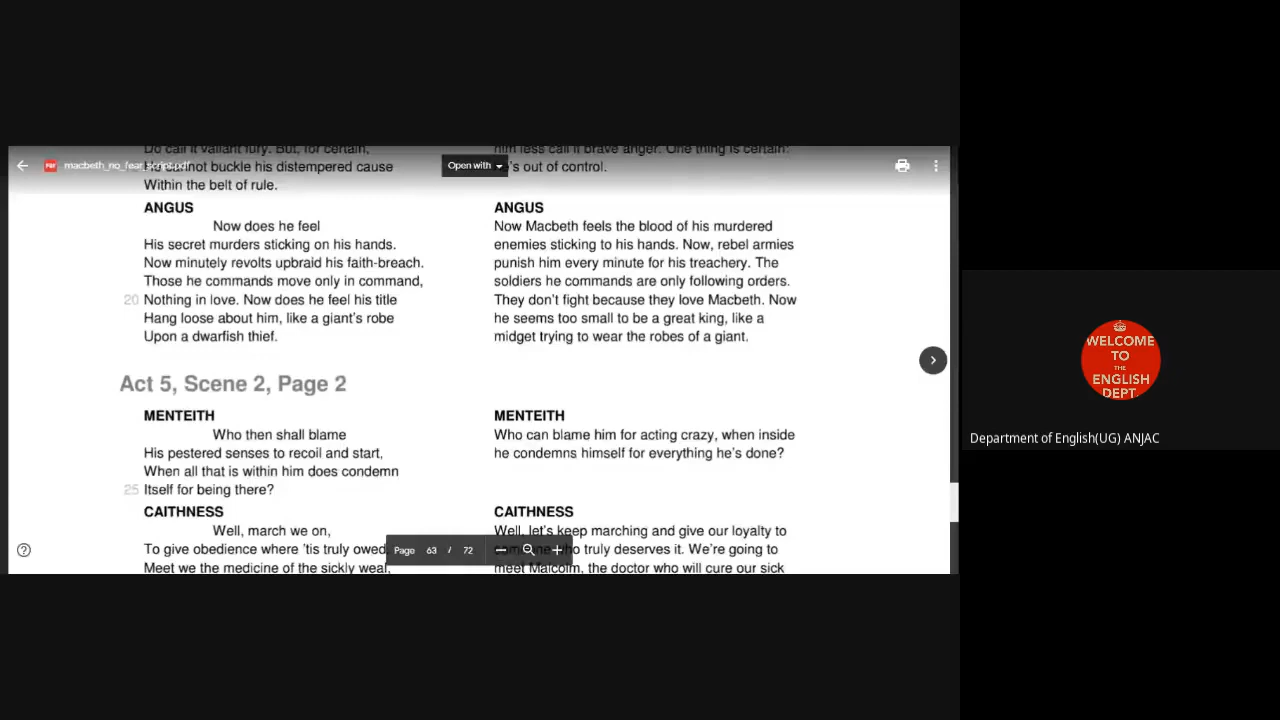 Do call it valiant fury. But, for certain,
him less call it brave anger. One thing is certain:
macbeth_no_fear_script.pdf
Open with
He cannot buckle his distempered cause
he's out of control.
Within the belt of rule.
ANGUS
Now does he feel
His secret murders sticking on his hands.
Now minutely revolts upbraid his faith-breach.
Those he commands move only in command,
20 Nothing in love. Now does he feel his title
Hang loose about him, like a giant's robe
Upon a dwarfish thief.
ANGUS
Now Macbeth feels the blood of his murdered
enemies sticking to his hands. Now, rebel armies
punish him every minute for his treachery. The
soldiers he commands are only following orders.
They don't fight because they love Macbeth. Now
he seems too small to be a great king, like a
midget trying to wear the robes of a giant.
Act 5, Scene 2, Page 2
MENTEITH
Who then shall blame
His pestered senses to recoil and start,
When all that is within him does condemn
25 Itself for being there?
MENTEITH
Who can blame him for acting crazy, when inside
he condemns himself for everything he's done?
CAITHNESS
Well, march we on,
To give obedience where 'tis truly owed.
Meet we the medicine of the sickly weal,
CAITHNESS
Well, let's keep marching and give our loyalty to
someone who truly deserves it. We're going to
meet Malcolm, the doctor who will cure our sick
Page 63 / 72
WELCOME
TO
THE
ENGLISH
DEPT.
Department of English(UG) ANJAC